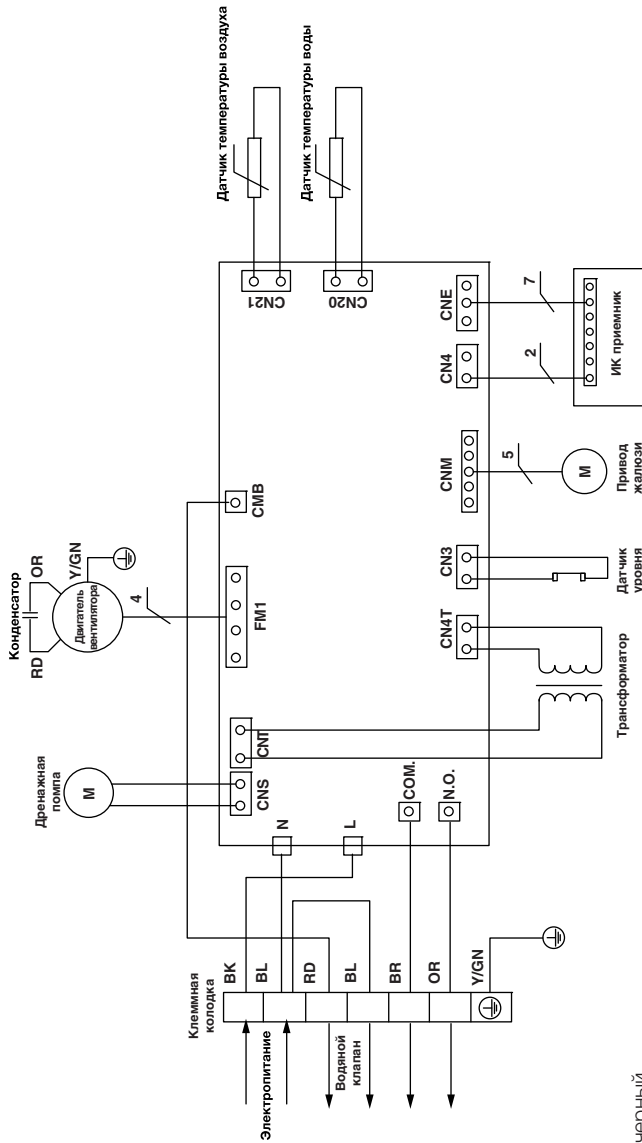 Датчик температуры воздуха
Датчик температуры воды
CN21
CN20
Конденсатор
RD
OR
Y/GN
Двигатель
вентилятора
4
FM1
CMB
Дренажная
помпа
M
CNS
CNT
N
L
COM.
N.O.
CN4T
CN3
CNM
CN4
CNE
5
2
7
Трансформатор
Датчик
уровня
M
Привод
жалюзи
ИК приемник
Клеммная
колодка
BK
BL
RD
BL
BR
OR
Y/GN
Электропитание
Водяной
клапан
черный